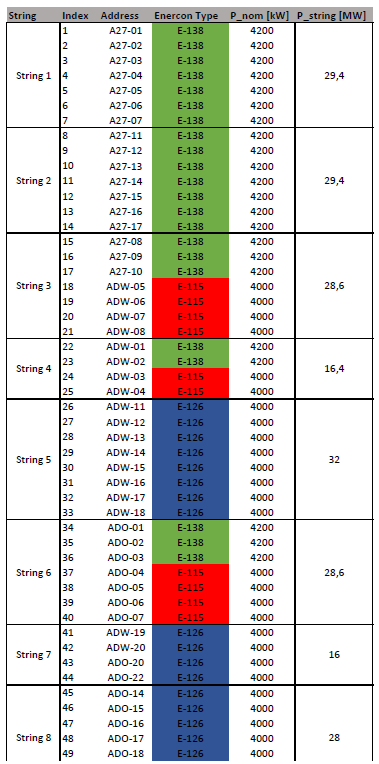 String Index Address Enercon Type P_nom [kW] P_string [MW]
1 A27-01 E-138 4200
2 A27-02 E-138 4200
3 A27-03 E-138 4200
String 1 4 A27-04 E-138 4200 29,4
5 A27-05 E-138 4200
6 A27-06 E-138 4200
7 A27-07 E-138 4200
8 A27-11 E-138 4200
9 A27-12 E-138 4200
10 A27-13 E-138 4200
String 2 11 A27-14 E-138 4200 29,4
12 A27-15 E-138 4200
13 A27-16 E-138 4200
14 A27-17 E-138 4200
15 A27-08 E-138 4200
16 A27-09 E-138 4200
17 A27-10 E-138 4200
String 3 18 ADW-05 E-115 4000 28,6
19 ADW-06 E-115 4000
20 ADW-07 E-115 4000
21 ADW-08 E-115 4000
22 ADW-01 E-138 4200
23 ADW-02 E-138 4200
String 4 16,4
24 ADW-03 E-115 4000
25 ADW-04 E-115 4000
26 ADW-11 E-126 4000
27 ADW-12 E-126 4000
28 ADW-13 E-126 4000
29 ADW-14 E-126 4000
String 5 32
30 ADW-15 E-126 4000
31 ADW-16 E-126 4000
32 ADW-17 E-126 4000
33 ADW-18 E-126 4000
34 ADO-01 E-138 4200
35 ADO-02 E-138 4200
36 ADO-03 E-138 4200
String 6 37 ADO-04 E-115 4000 28,6
38 ADO-05 E-115 4000
39 ADO-06 E-115 4000
40 ADO-07 E-115 4000
41 ADW-19 E-126 4000
42 ADW-20 E-126 4000
String 7 16
43 ADO-20 E-126 4000
44 ADO-22 E-126 4000
45 ADO-14 E-126 4000
46 ADO-15 E-126 4000
47 ADO-16 E-126 4000
String 8 48 ADO-17 E-126 4000 28
49 ADO-18 E-126 4000